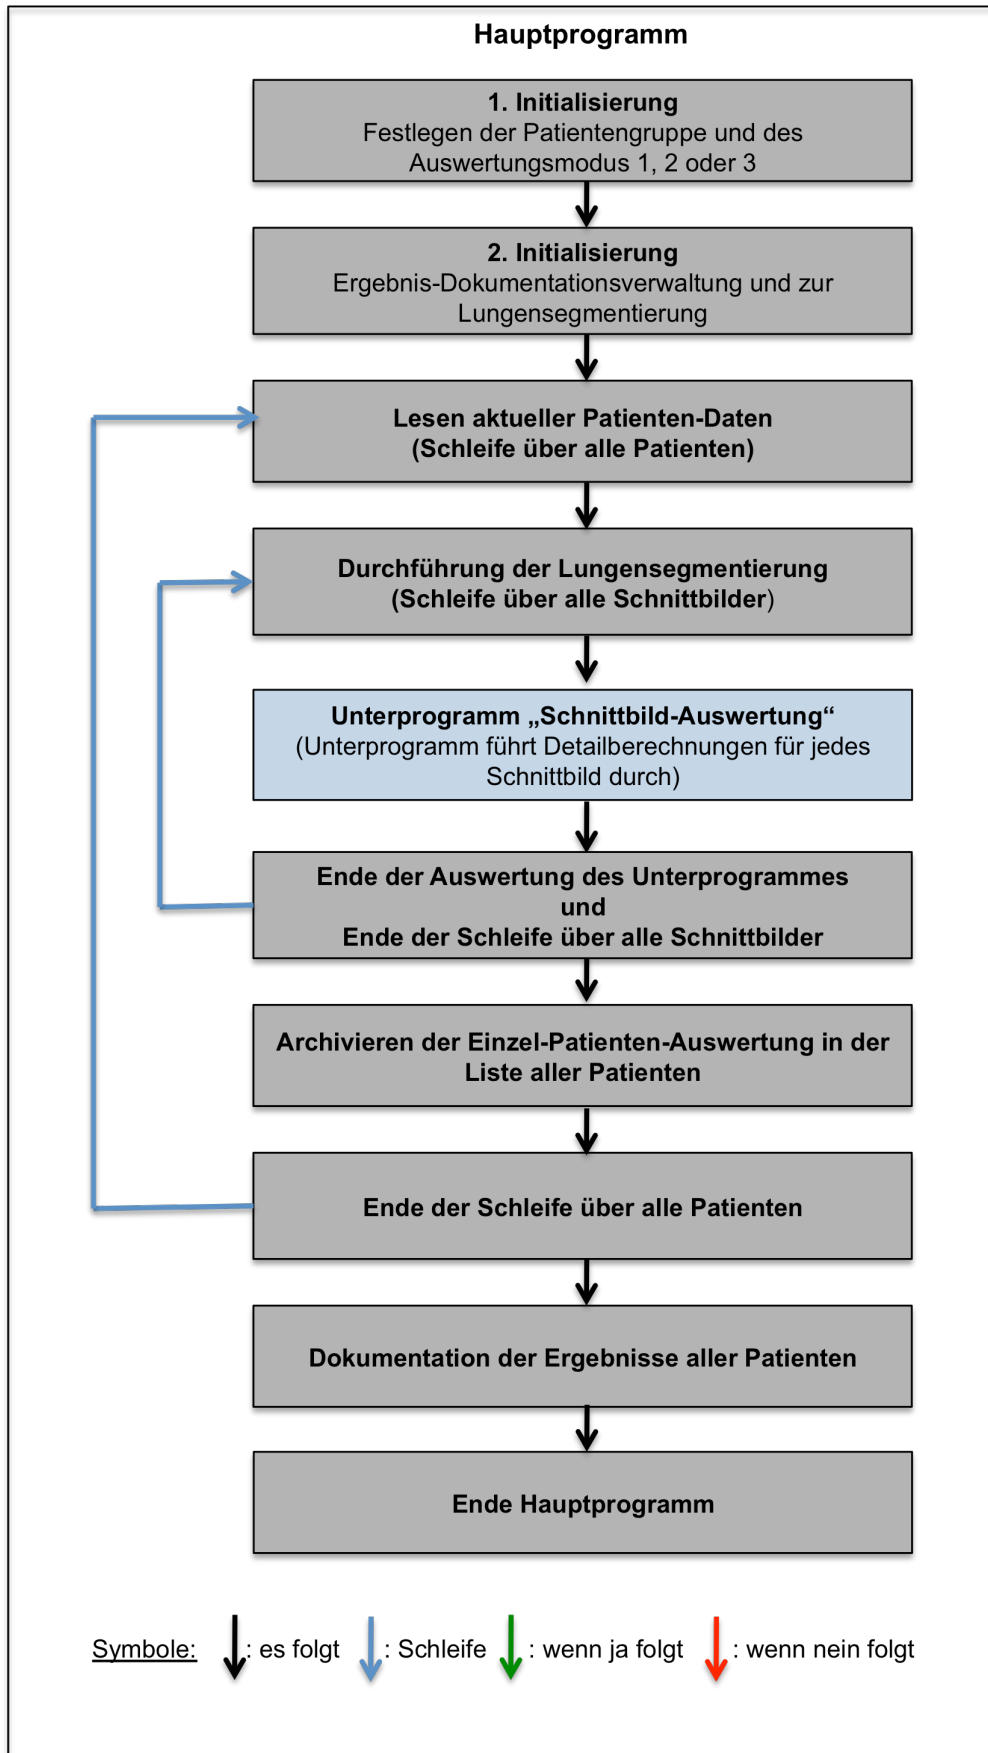 Hauptprogramm
1. Initialisierung
Festlegen der Patientengruppe und des
Auswertungsmodus 1, 2 oder 3
2. Initialisierung
Ergebnis-Dokumentationsverwaltung und zur
Lungensegmentierung
Lesen aktueller Patienten-Daten
(Schleife über alle Patienten)
Durchführung der Lungensegmentierung
(Schleife über alle Schnittbilder)
Unterprogramm „Schnittbild-Auswertung“
(Unterprogramm führt Detailberechnungen für jedes
Schnittbild durch)
Ende der Auswertung des Unterprogrammes
und
Ende der Schleife über alle Schnittbilder
Archivieren der Einzel-Patienten-Auswertung in der
Liste aller Patienten
Ende der Schleife über alle Patienten
Dokumentation der Ergebnisse aller Patienten
Ende Hauptprogramm
Symbole: : es folgt : Schleife : wenn ja folgt : wenn nein folgt